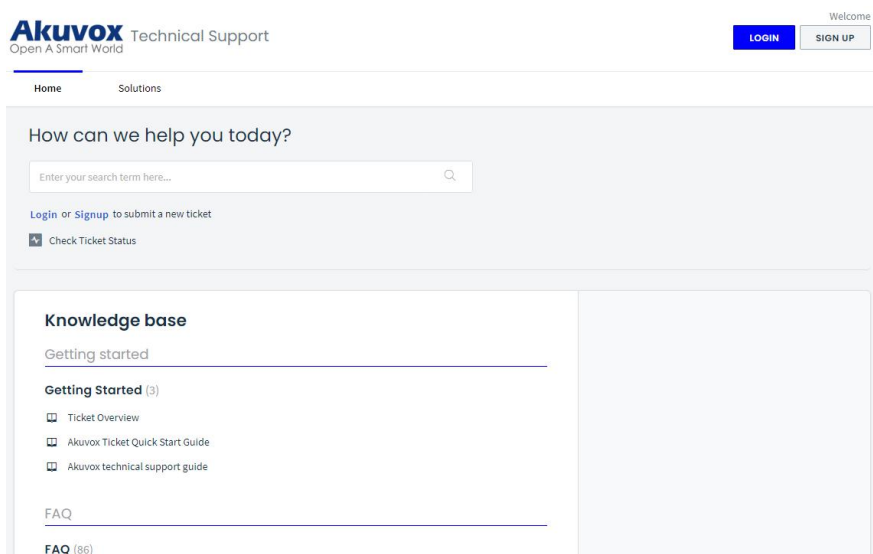 Welcome
Akuvox Technical Support
Open A Smart World
LOGIN SIGN UP
Home Solutions
How can we help you today?
Enter your search term here...
Login or Signup to submit a new ticket
Check Ticket Status
Knowledge base
Getting started
Getting Started (3)
Ticket Overview
Akuvox Ticket Quick Start Guide
Akuvox technical support guide
FAQ
FAQ (86)